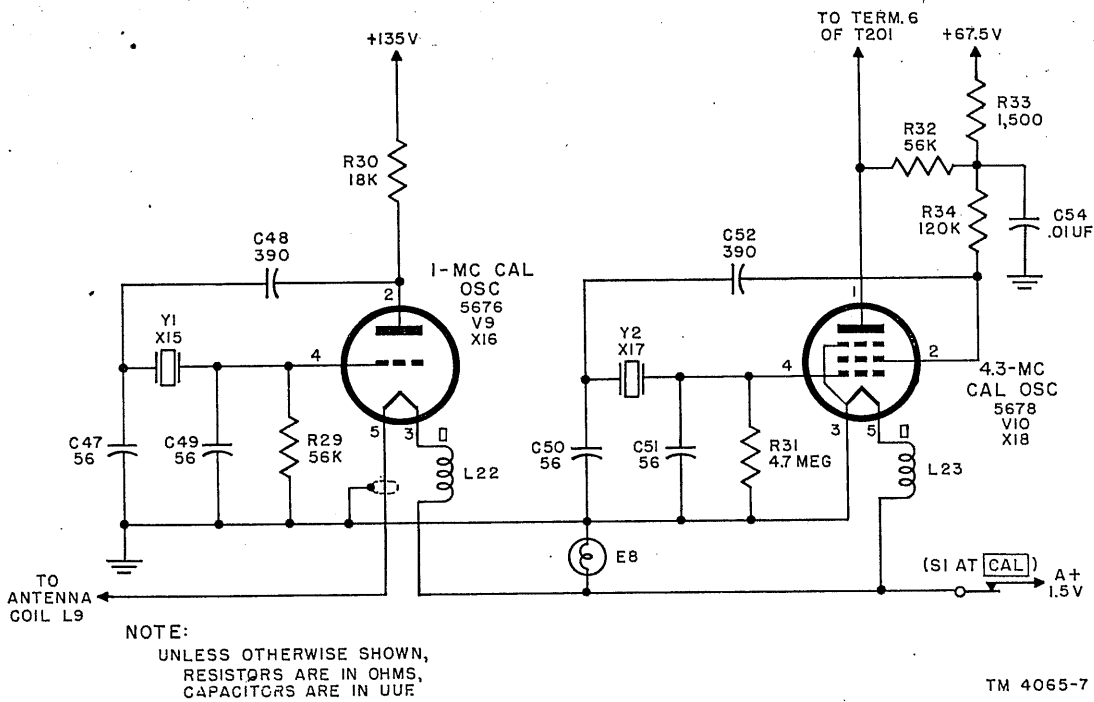 TO TERM. 6
OF T201
+135V
+67.5V
R33
1,500
R32
56K
R30
18K
R34
120K
C54
.01UF
C48
390
C52
390
1-MC CAL
OSC
5676
V9
X16
2
1
Y1
X15
4
Y2
X17
4
2
4.3-MC
CAL OSC
5678
V10
X18
5
3
3
5
C47
56
C49
56
R29
56K
L22
C50
56
C51
56
R31
4.7 MEG
L23
E8
(S1 AT CAL)
A+
1.5V
TO
ANTENNA
COIL L9
NOTE:
UNLESS OTHERWISE SHOWN,
RESISTORS ARE IN OHMS,
CAPACITORS ARE IN UUF
TM 4065-7